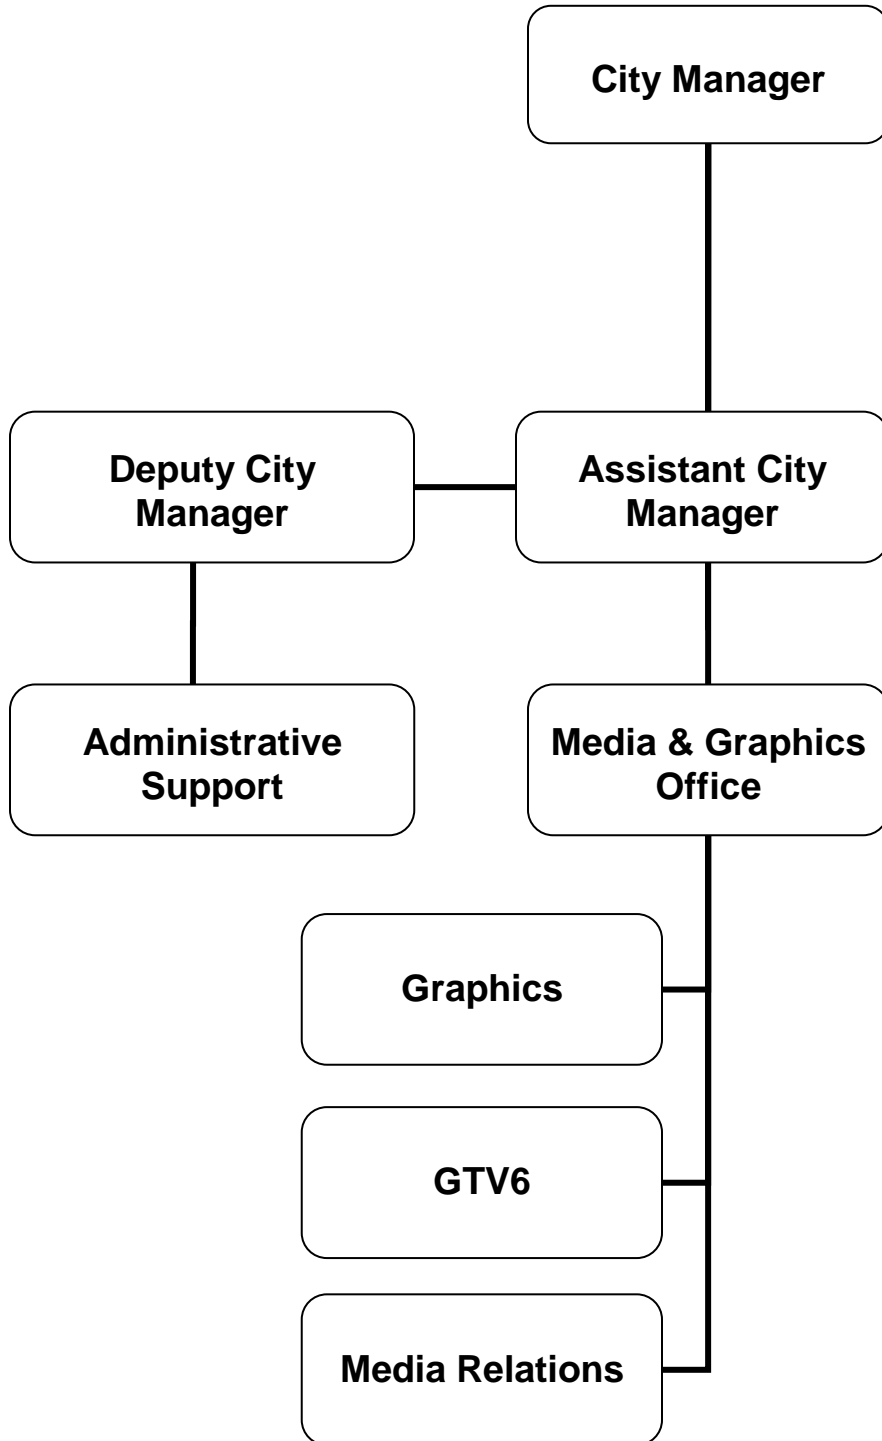 City Manager
Deputy City
Manager
Assistant City
Manager
Administrative
Support
Media & Graphics
Office
Graphics
GTV6
Media Relations